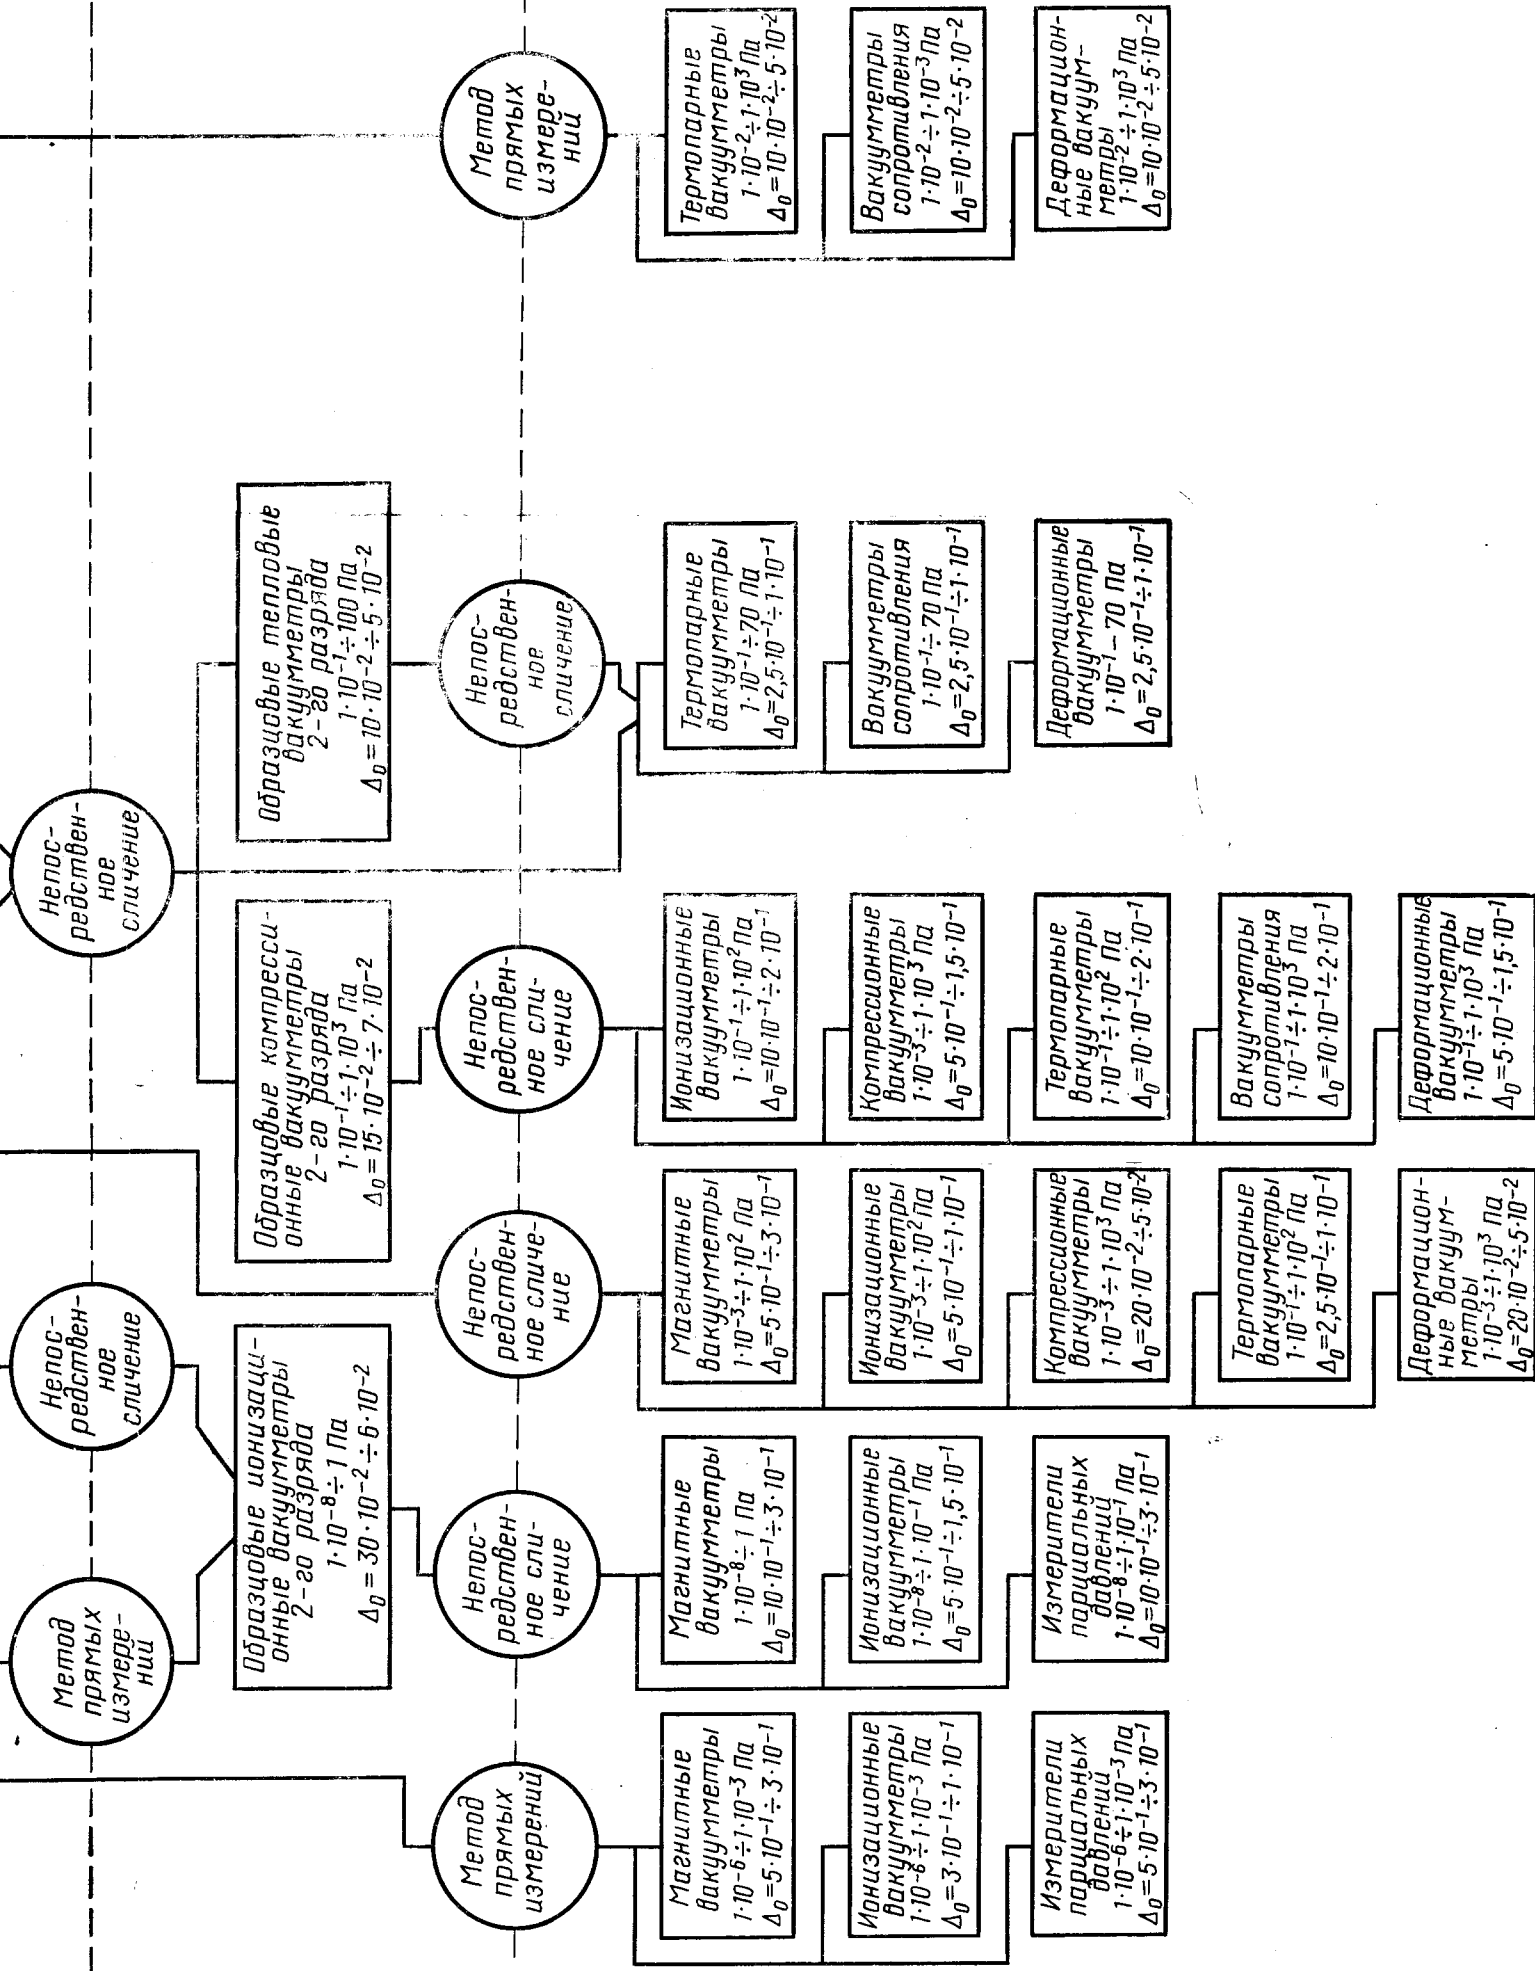 Метод
прямых
измере-
ний
Непос-
редствен-
ное
сличение
Непос-
редствен-
ное
сличение
Образцовые ионизаци-
онные вакуумметры
2-го разряда
1·10⁻⁸÷1 Па
Δ₀=30·10⁻²÷6·10⁻²
Образцовые компресси-
онные вакуумметры
2-го разряда
1·10⁻¹÷1·10³ Па
Δ₀=15·10⁻²÷7·10⁻²
Образцовые тепловые
вакуумметры
2-го разряда
1·10⁻¹÷100 Па
Δ₀=10·10⁻²÷5·10⁻²
Метод
прямых
измерений
Непос-
редствен-
ное сли-
чение
Непос-
редствен-
ное сличе-
ние
Непос-
редствен-
ное сли-
чение
Непос-
редствен-
ное
сличение
Метод
прямых
измере-
ний
Магнитные
вакуумметры
1·10⁻⁶÷1·10⁻³ Па
Δ₀=5·10⁻¹÷3·10⁻¹
Ионизационные
вакуумметры
1·10⁻⁶÷1·10⁻³ Па
Δ₀=3·10⁻¹÷1·10⁻¹
Измерители
парциальных
давлений
1·10⁻⁶÷1·10⁻³ Па
Δ₀=5·10⁻¹÷3·10⁻¹
Магнитные
вакуумметры
1·10⁻⁸÷1 Па
Δ₀=10·10⁻¹÷3·10⁻¹
Ионизационные
вакуумметры
1·10⁻⁸÷1·10⁻¹ Па
Δ₀=5·10⁻¹÷1,5·10⁻¹
Измерители
парциальных
давлений
1·10⁻⁸÷1·10⁻¹ Па
Δ₀=10·10⁻¹÷3·10⁻¹
Магнитные
вакуумметры
1·10⁻³÷1·10² Па
Δ₀=5·10⁻¹÷3·10⁻¹
Ионизационные
вакуумметры
1·10⁻³÷1·10² Па
Δ₀=5·10⁻¹÷1·10⁻¹
Компрессионные
вакуумметры
1·10⁻³÷1·10³ Па
Δ₀=20·10⁻²÷5·10⁻²
Термопарные
вакуумметры
1·10⁻¹÷1·10² Па
Δ₀=2,5·10⁻¹÷1·10⁻¹
Деформацион-
ные вакуум-
метры
1·10⁻³÷1·10³ Па
Δ₀=20·10⁻²÷5·10⁻²
Ионизационные
вакуумметры
1·10⁻¹÷1·10² Па
Δ₀=10·10⁻¹÷2·10⁻¹
Компрессионные
вакуумметры
1·10⁻³÷1·10³ Па
Δ₀=5·10⁻¹÷1,5·10⁻¹
Термопарные
вакуумметры
1·10⁻¹÷1·10² Па
Δ₀=10·10⁻¹÷2·10⁻¹
Вакуумметры
сопротивления
1·10⁻¹÷1·10³ Па
Δ₀=10·10⁻¹÷2·10⁻¹
Деформационные
вакуумметры
1·10⁻¹÷1·10³ Па
Δ₀=5·10⁻¹÷1,5·10⁻¹
Термопарные
вакуумметры
1·10⁻¹÷70 Па
Δ₀=2,5·10⁻¹÷1·10⁻¹
Вакуумметры
сопротивления
1·10⁻¹÷70 Па
Δ₀=2,5·10⁻¹÷1·10⁻¹
Деформационные
вакуумметры
1·10⁻¹–70 Па
Δ₀=2,5·10⁻¹÷1·10⁻¹
Термопарные
вакуумметры
1·10⁻²÷1·10³ Па
Δ₀=10·10⁻²÷5·10⁻²
Вакуумметры
сопротивления
1·10⁻²÷1·10⁻³ Па
Δ₀=10·10⁻²÷5·10⁻²
Деформацион-
ные вакуум-
метры
1·10⁻²÷1·10³ Па
Δ₀=10·10⁻²÷5·10⁻²